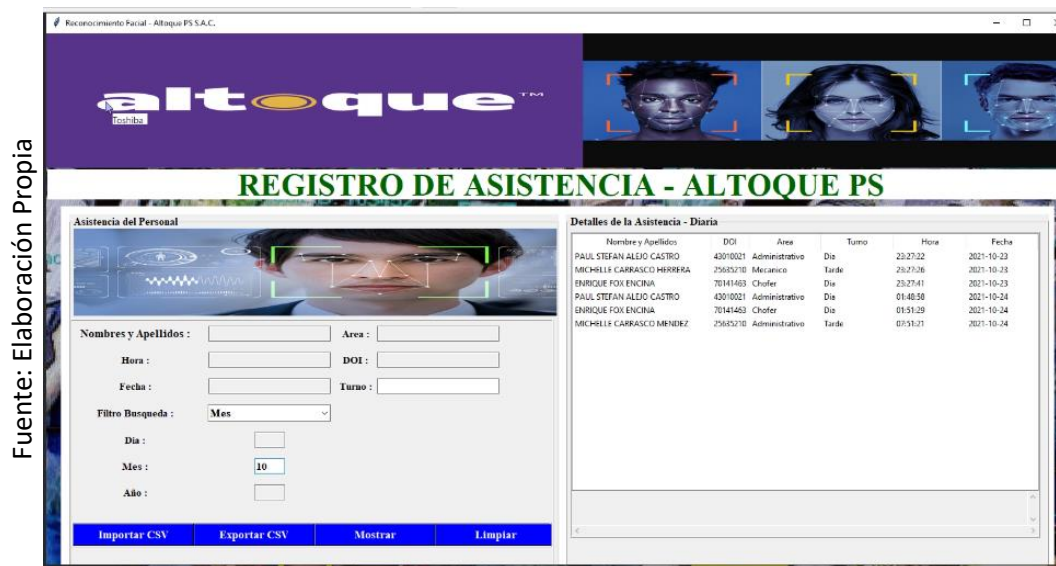 Fuente: Elaboración Propia
Reconocimiento Facial - Altoque PS S.A.C.
altoque™
Toshiba
REGISTRO DE ASISTENCIA - ALTOQUE PS
Asistencia del Personal
Nombres y Apellidos :
Area :
Hora :
DOI :
Fecha :
Turno :
Filtro Busqueda : Mes
Dia :
Mes : 10
Año :
Importar CSV Exportar CSV Mostrar Limpiar
Detalles de la Asistencia - Diaria
Nombre y Apellidos DOI Area Turno Hora Fecha
PAUL STEFAN ALEJO CASTRO 43010021 Administrativo Dia 23:27:22 2021-10-23
MICHELLE CARRASCO HERRERA 25635210 Mecanico Tarde 23:27:26 2021-10-23
ENRIQUE FOX ENCINA 70141463 Chofer Dia 23:27:41 2021-10-23
PAUL STEFAN ALEJO CASTRO 43010021 Administrativo Dia 01:48:58 2021-10-24
ENRIQUE FOX ENCINA 70141463 Chofer Dia 01:51:29 2021-10-24
MICHELLE CARRASCO MENDEZ 25635210 Administrativo Tarde 07:51:21 2021-10-24